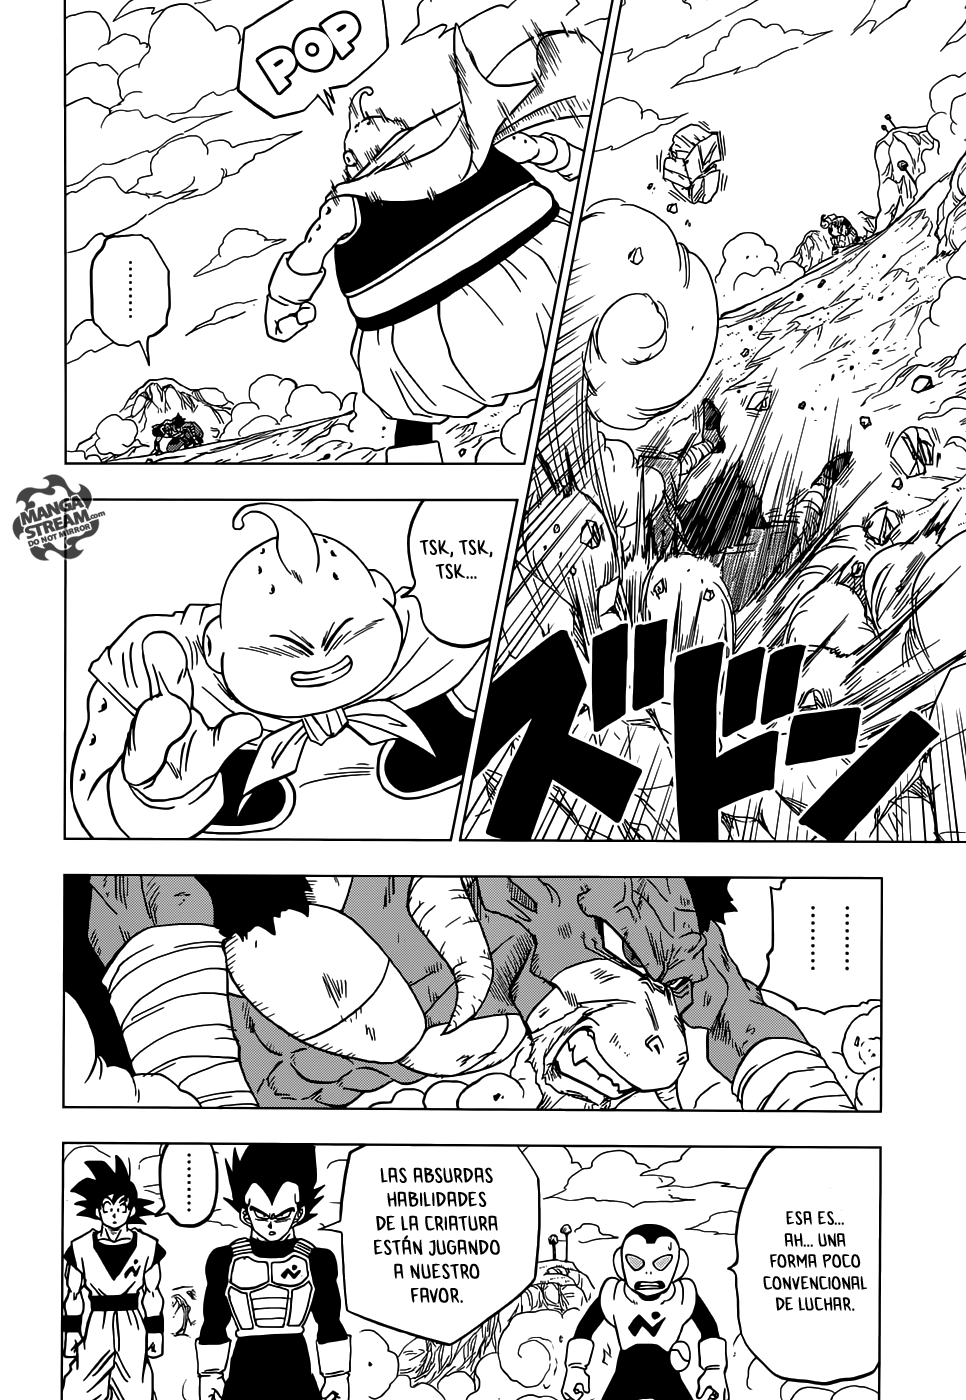 ズドン
POP
.......
MANGA
STREAM.com
DO NOT MIRROR
TSK, TSK,
TSK...
.......
.......
ESA ES...
AH... UNA
FORMA POCO
CONVENCIONAL
DE LUCHAR.
LAS ABSURDAS
HABILIDADES
DE LA CRIATURA
ESTÁN JUGANDO
A NUESTRO
FAVOR.
.......